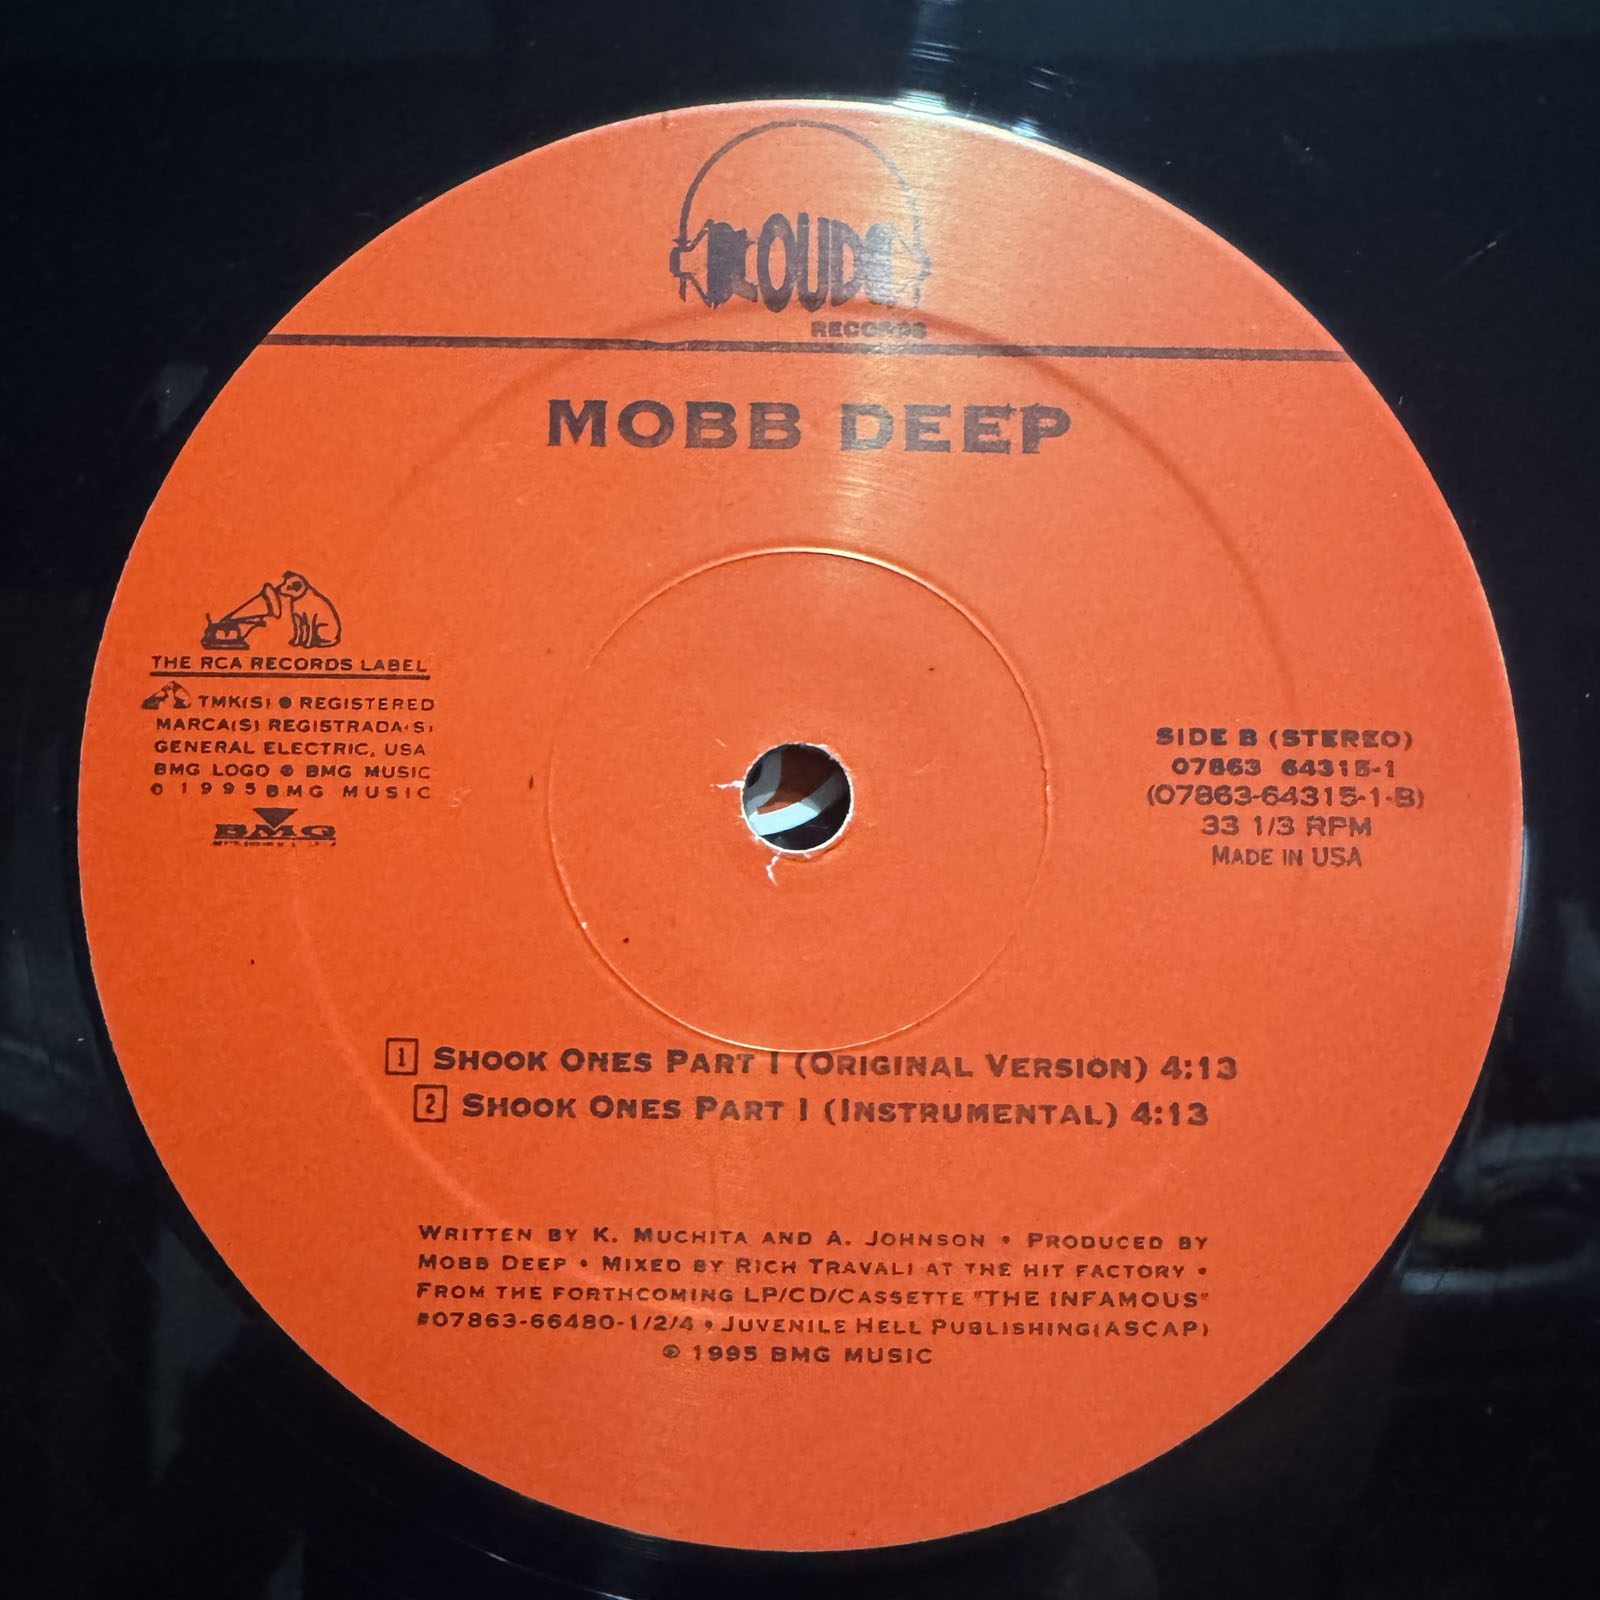 LOUD
RECORDS
MOBB DEEP
THE RCA RECORDS LABEL
TMK(S) ® REGISTERED
MARCA(S) REGISTRADA(S)
GENERAL ELECTRIC, USA
BMG LOGO ® BMG MUSIC
© 1995 BMG MUSIC
BMG
SIDE B (STEREO)
07863 64315-1
(07863-64315-1-B)
33 1/3 RPM
MADE IN USA
1 SHOOK ONES PART I (ORIGINAL VERSION) 4:13
2 SHOOK ONES PART I (INSTRUMENTAL) 4:13
WRITTEN BY K. MUCHITA AND A. JOHNSON • PRODUCED BY
MOBB DEEP • MIXED BY RICH TRAVALI AT THE HIT FACTORY •
FROM THE FORTHCOMING LP/CD/CASSETTE "THE INFAMOUS"
#07863-66480-1/2/4 • JUVENILE HELL PUBLISHING(ASCAP)
℗ 1995 BMG MUSIC